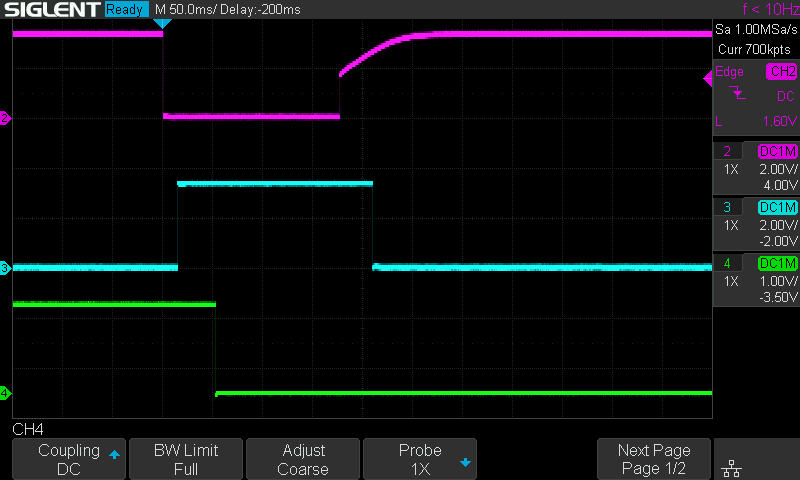 SIGLENT Ready M 50.0ms/ Delay:-200ms f < 10Hz
Sa 1.00MSa/s
Curr 700kpts
Edge CH2
DC
L 1.60V
2 DC1M
1X 2.00V/
4.00V
3 DC1M
1X 2.00V/
-2.00V
4 DC1M
1X 1.00V/
-3.50V
2
3
4
CH4
Coupling
DC
BW Limit
Full
Adjust
Coarse
Probe
1X
Next Page
Page 1/2